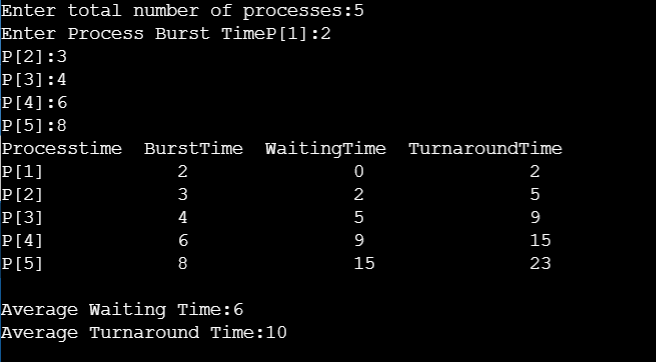 Enter total number of processes:5
Enter Process Burst TimeP[1]:2
P[2]:3
P[3]:4
P[4]:6
P[5]:8
Processtime  BurstTime  WaitingTime  TurnaroundTime
P[1]            2               0               2
P[2]            3               2               5
P[3]            4               5               9
P[4]            6               9               15
P[5]            8               15              23
Average Waiting Time:6
Average Turnaround Time:10